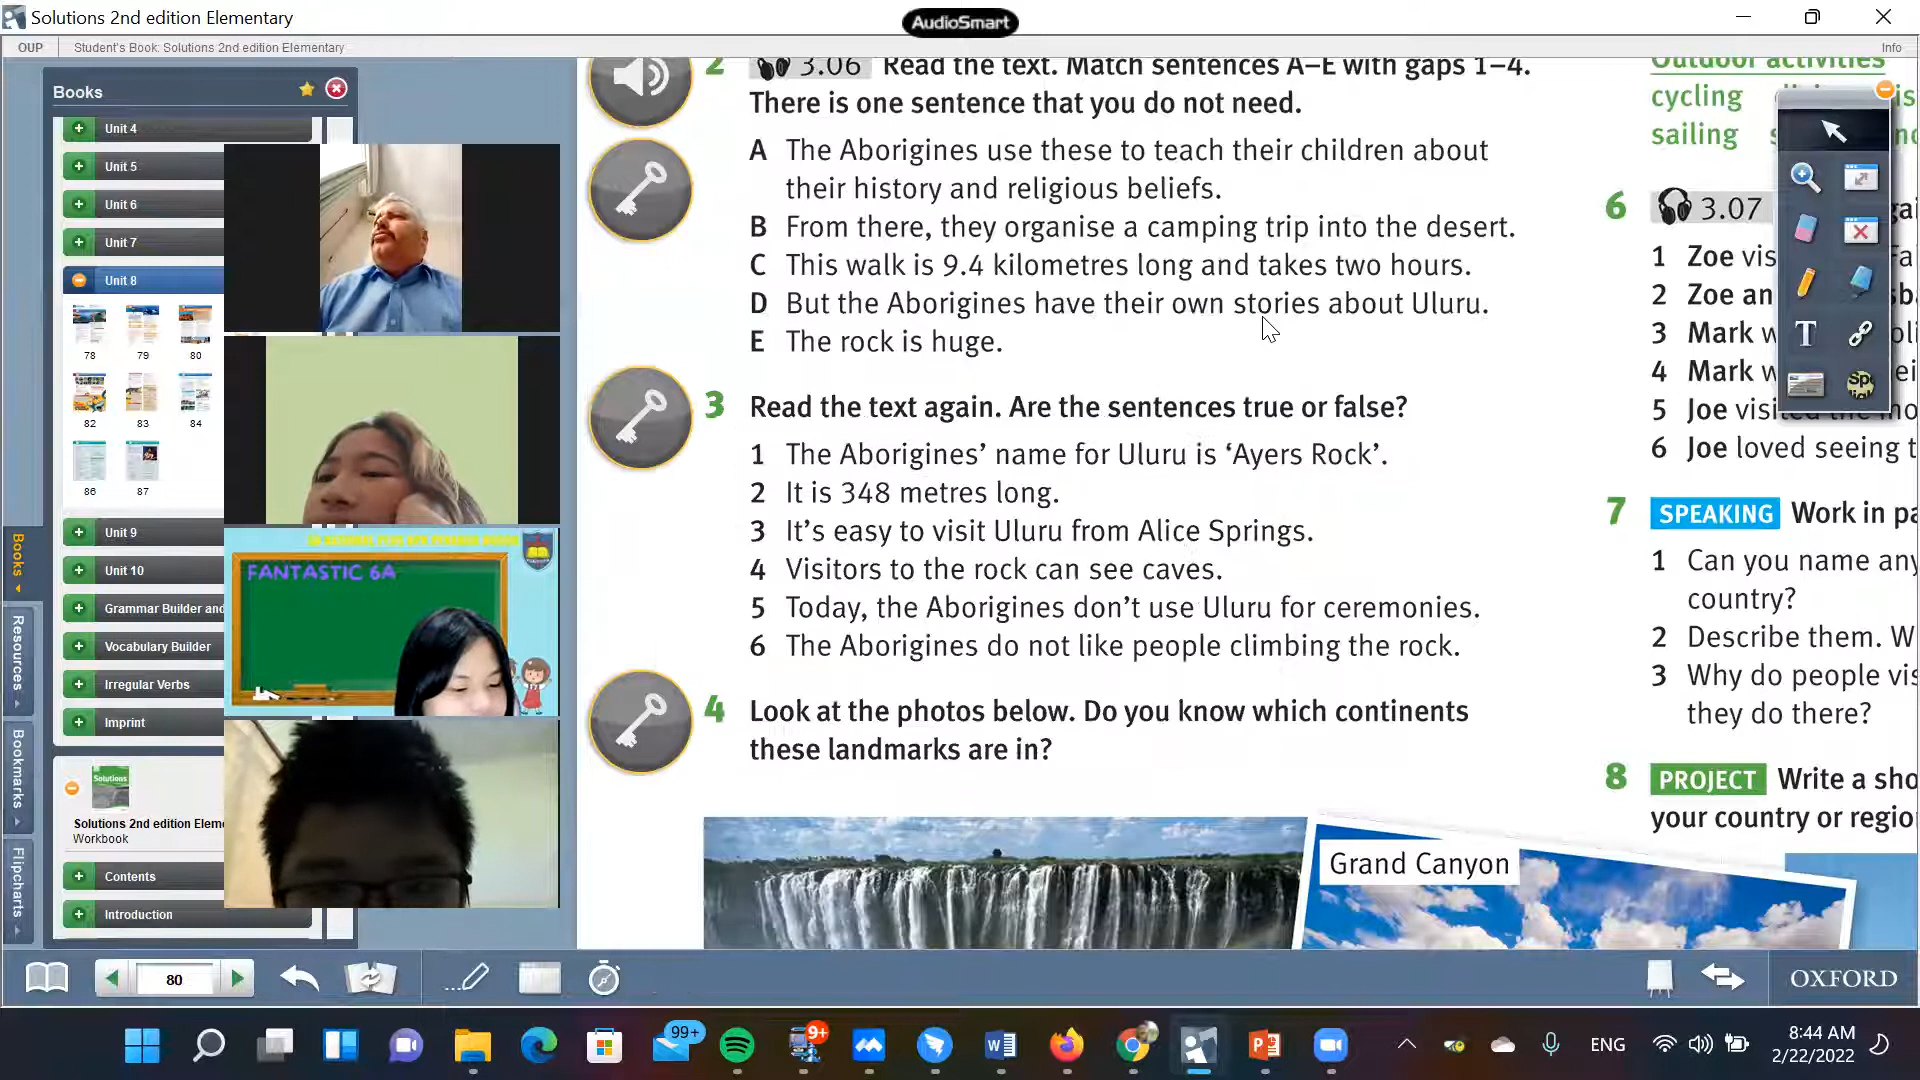 Solutions 2nd edition Elementary
AudioSmart
OUP
Student's Book: Solutions 2nd edition Elementary
Info
Books
Unit 4
Unit 5
Unit 6
Unit 7
Unit 8
78 79 80
82 83 84
86 87
Unit 9
Unit 10
Grammar Builder and
Vocabulary Builder
Irregular Verbs
Imprint
Solutions
Solutions 2nd edition Eleme
Workbook
Contents
Introduction
Books
Resources
Bookmarks
Flipcharts
FANTASTIC 6A
2 3.06 Read the text. Match sentences A–E with gaps 1–4.
There is one sentence that you do not need.
A The Aborigines use these to teach their children about
their history and religious beliefs.
B From there, they organise a camping trip into the desert.
C This walk is 9.4 kilometres long and takes two hours.
D But the Aborigines have their own stories about Uluru.
E The rock is huge.
3 Read the text again. Are the sentences true or false?
1 The Aborigines' name for Uluru is ‘Ayers Rock’.
2 It is 348 metres long.
3 It's easy to visit Uluru from Alice Springs.
4 Visitors to the rock can see caves.
5 Today, the Aborigines don't use Uluru for ceremonies.
6 The Aborigines do not like people climbing the rock.
4 Look at the photos below. Do you know which continents
these landmarks are in?
Grand Canyon
Outdoor activities
cycling
sailing
6 3.07
1 Zoe vis
2 Zoe an
3 Mark w
4 Mark w
5 Joe visited the mo
6 Joe loved seeing t
7 SPEAKING Work in pa
1 Can you name any
country?
2 Describe them. W
3 Why do people vis
they do there?
8 PROJECT Write a sho
your country or regio
T
80
OXFORD
99+
9+
ENG
8:44 AM
2/22/2022